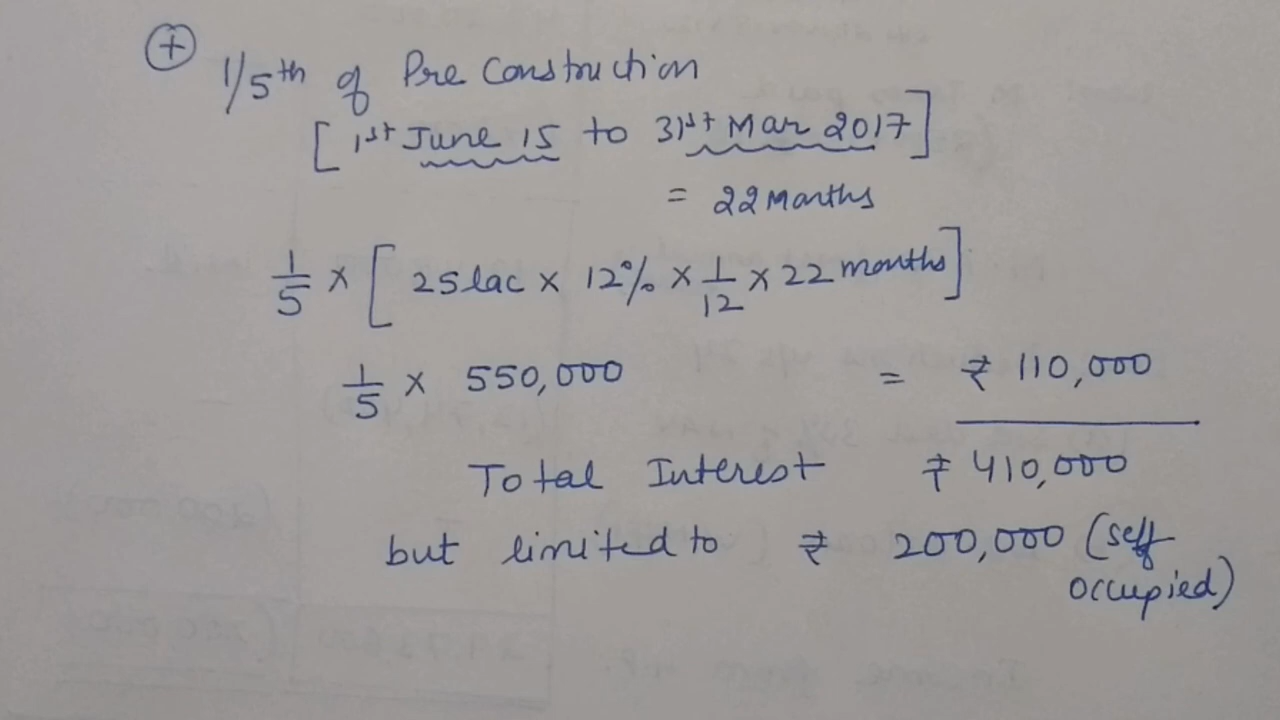 (+) 1/5th of Pre Construction
[1st June 15 to 31st Mar 2017]
= 22 Months
1/5 × [25 lac × 12% × 1/12 × 22 months]
1/5 × 550,000 = ₹ 110,000
Total Interest ₹ 410,000
but limited to ₹ 200,000 (self
occupied)